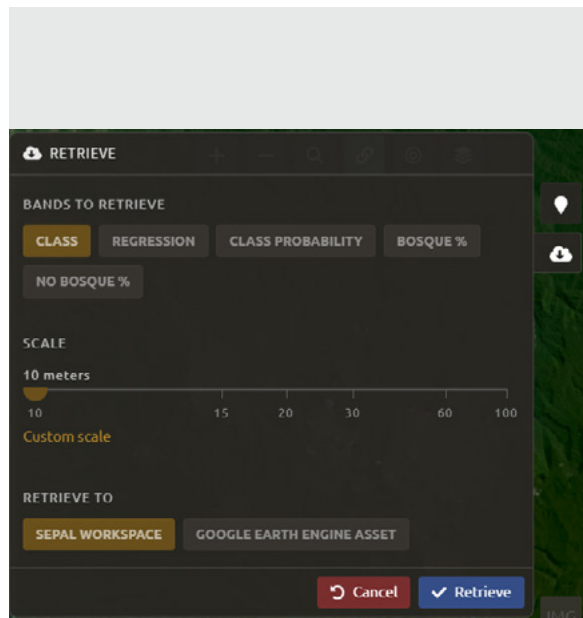 RETRIEVE
BANDS TO RETRIEVE
CLASS REGRESSION CLASS PROBABILITY BOSQUE %
NO BOSQUE %
SCALE
10 meters
10 15 20 30 60 100
Custom scale
RETRIEVE TO
SEPAL WORKSPACE GOOGLE EARTH ENGINE ASSET
Cancel Retrieve